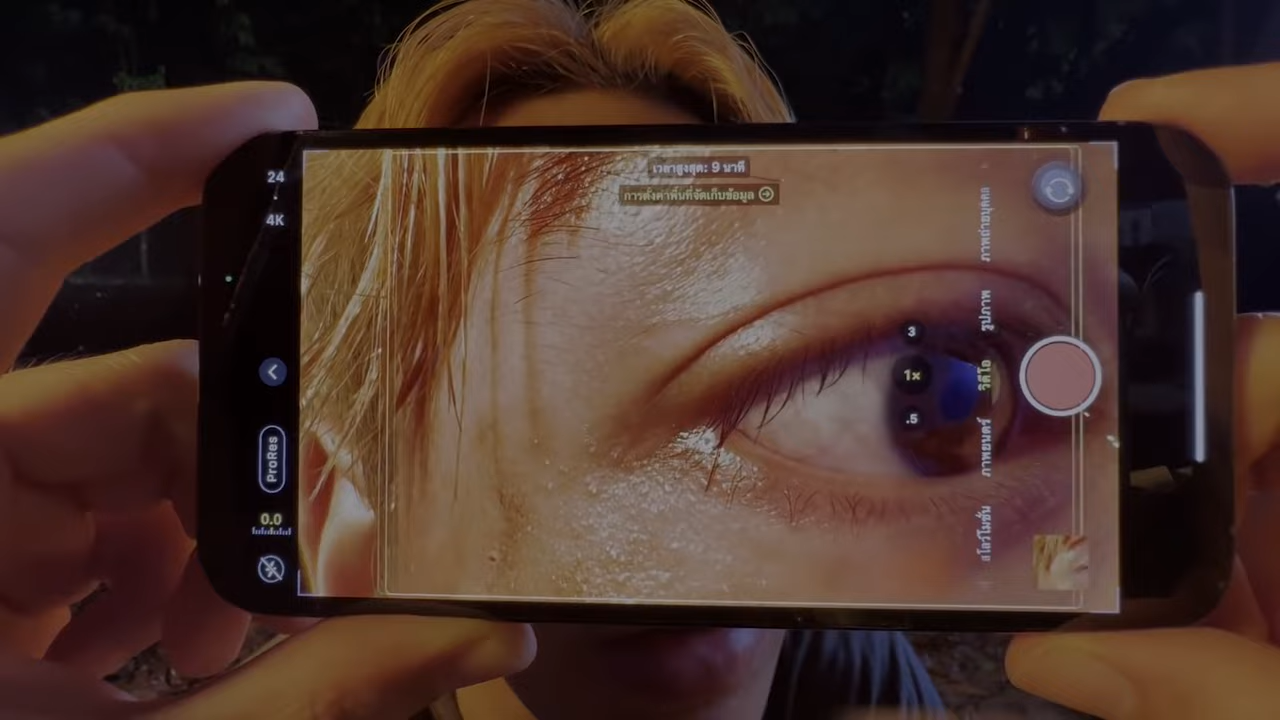 24
4K
เวลาสูงสุด: 9 นาที
การตั้งค่าพื้นที่จัดเก็บข้อมูล
ภาพถ่ายบุคคล
รูปภาพ
วิดีโอ
ภาพยนตร์
สโลว์โมชั่น
3
1×
.5
ProRes
0.0